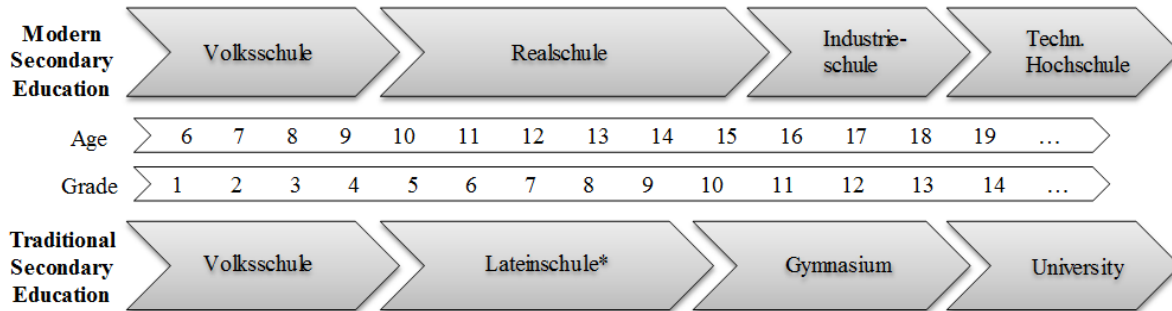 Modern
Secondary
Education
Volksschule
Realschule
Industrie-
schule
Techn.
Hochschule
Age 6 7 8 9 10 11 12 13 14 15 16 17 18 19 …
Grade 1 2 3 4 5 6 7 8 9 10 11 12 13 14 …
Traditional
Secondary
Education
Volksschule
Lateinschule*
Gymnasium
University